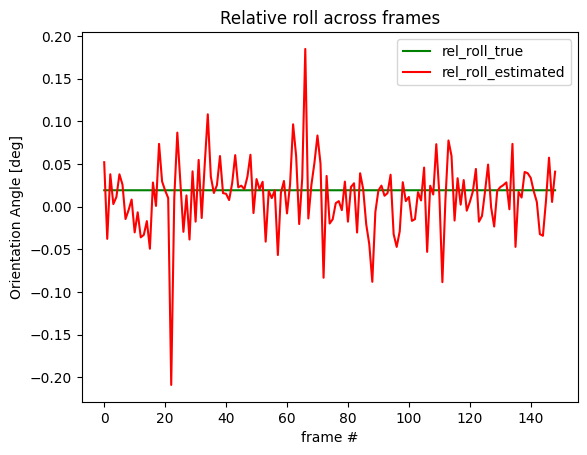 Relative roll across frames
rel_roll_true
rel_roll_estimated
Orientation Angle [deg]
0.20
0.15
0.10
0.05
0.00
−0.05
−0.10
−0.15
−0.20
0 20 40 60 80 100 120 140
frame #